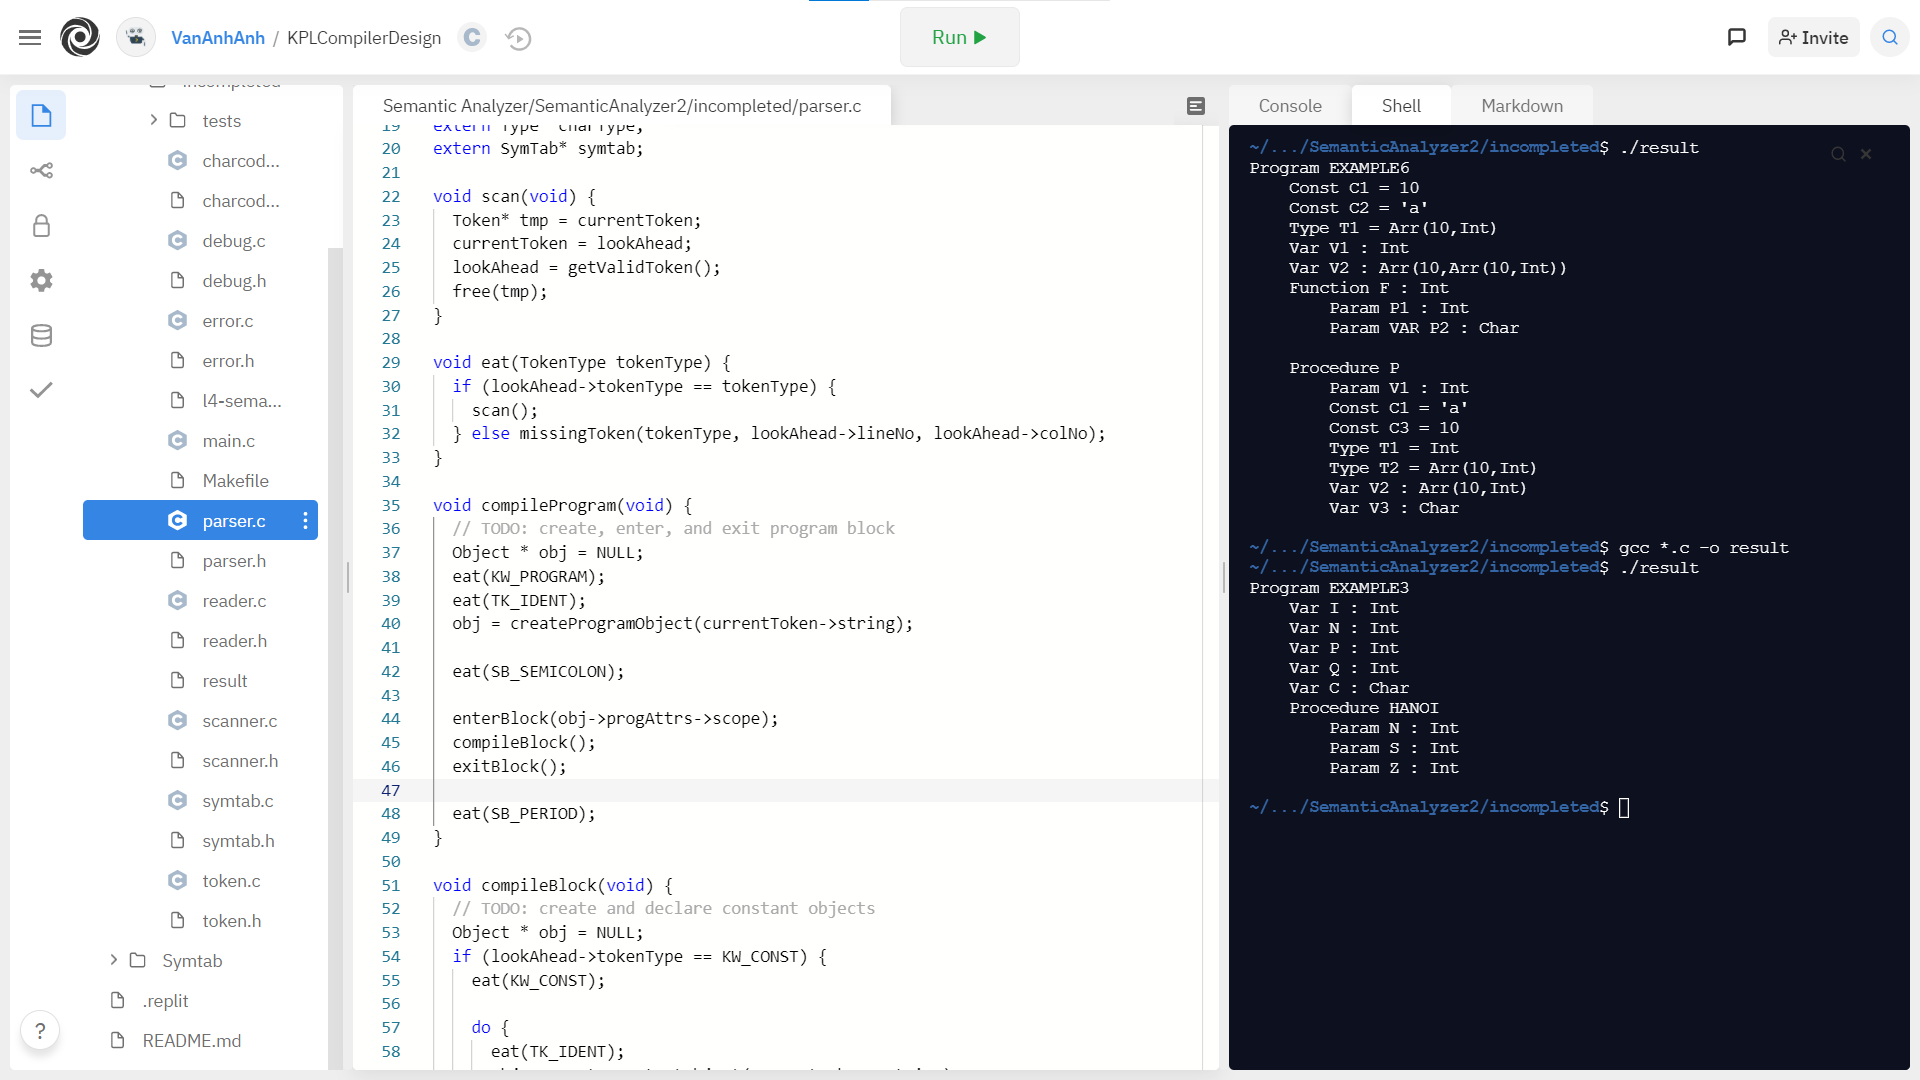 VanAnhAnh / KPLCompilerDesign
Run
Invite
incompleted
tests
charcod...
charcod...
debug.c
debug.h
error.c
error.h
l4-sema...
main.c
Makefile
parser.c
parser.h
reader.c
reader.h
result
scanner.c
scanner.h
symtab.c
symtab.h
token.c
token.h
Symtab
.replit
README.md
?
Semantic Analyzer/SemanticAnalyzer2/incompleted/parser.c
19 extern Type* charType;
20 extern SymTab* symtab;
21
22 void scan(void) {
23 Token* tmp = currentToken;
24 currentToken = lookAhead;
25 lookAhead = getValidToken();
26 free(tmp);
27 }
28
29 void eat(TokenType tokenType) {
30 if (lookAhead->tokenType == tokenType) {
31 scan();
32 } else missingToken(tokenType, lookAhead->lineNo, lookAhead->colNo);
33 }
34
35 void compileProgram(void) {
36 // TODO: create, enter, and exit program block
37 Object * obj = NULL;
38 eat(KW_PROGRAM);
39 eat(TK_IDENT);
40 obj = createProgramObject(currentToken->string);
41
42 eat(SB_SEMICOLON);
43
44 enterBlock(obj->progAttrs->scope);
45 compileBlock();
46 exitBlock();
47
48 eat(SB_PERIOD);
49 }
50
51 void compileBlock(void) {
52 // TODO: create and declare constant objects
53 Object * obj = NULL;
54 if (lookAhead->tokenType == KW_CONST) {
55 eat(KW_CONST);
56
57 do {
58 eat(TK_IDENT);
Console
Shell
Markdown
~/.../SemanticAnalyzer2/incompleted$ ./result
Program EXAMPLE6
Const C1 = 10
Const C2 = 'a'
Type T1 = Arr(10,Int)
Var V1 : Int
Var V2 : Arr(10,Arr(10,Int))
Function F : Int
Param P1 : Int
Param VAR P2 : Char
Procedure P
Param V1 : Int
Const C1 = 'a'
Const C3 = 10
Type T1 = Int
Type T2 = Arr(10,Int)
Var V2 : Arr(10,Int)
Var V3 : Char
~/.../SemanticAnalyzer2/incompleted$ gcc *.c -o result
~/.../SemanticAnalyzer2/incompleted$ ./result
Program EXAMPLE3
Var I : Int
Var N : Int
Var P : Int
Var Q : Int
Var C : Char
Procedure HANOI
Param N : Int
Param S : Int
Param Z : Int
~/.../SemanticAnalyzer2/incompleted$